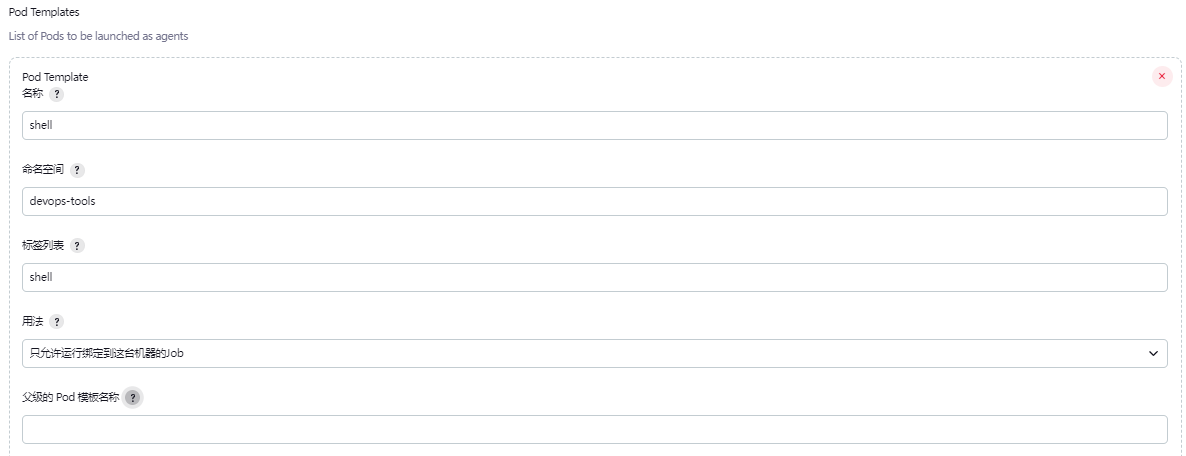 Pod Templates
List of Pods to be launched as agents
Pod Template
名称 ?
shell
命名空间 ?
devops-tools
标签列表 ?
shell
用法 ?
只允许运行绑定到这台机器的Job
父级的 Pod 模板名称 ?